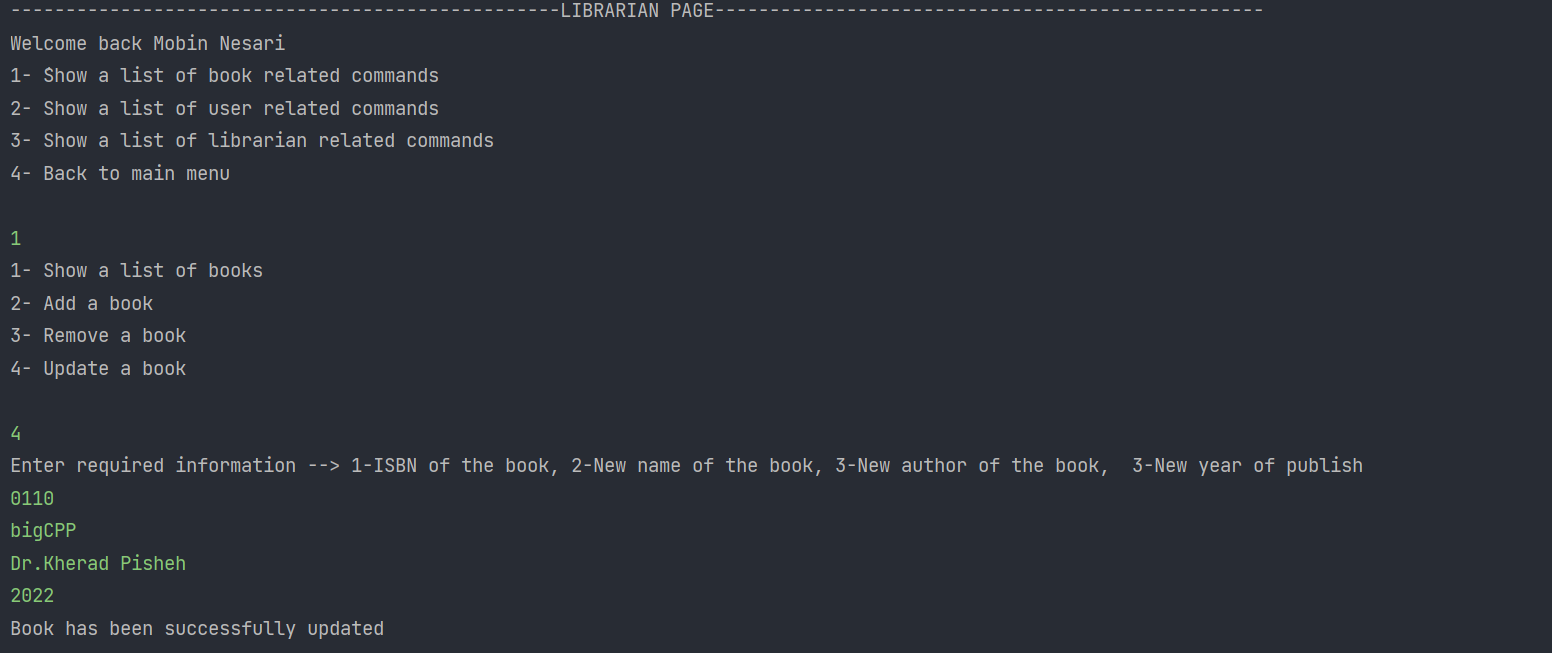 --------------------------------------------------LIBRARIAN PAGE--------------------------------------------------
Welcome back Mobin Nesari
1- Show a list of book related commands
2- Show a list of user related commands
3- Show a list of librarian related commands
4- Back to main menu
1
1- Show a list of books
2- Add a book
3- Remove a book
4- Update a book
4
Enter required information --> 1-ISBN of the book, 2-New name of the book, 3-New author of the book,  3-New year of publish
0110
bigCPP
Dr.Kherad Pisheh
2022
Book has been successfully updated